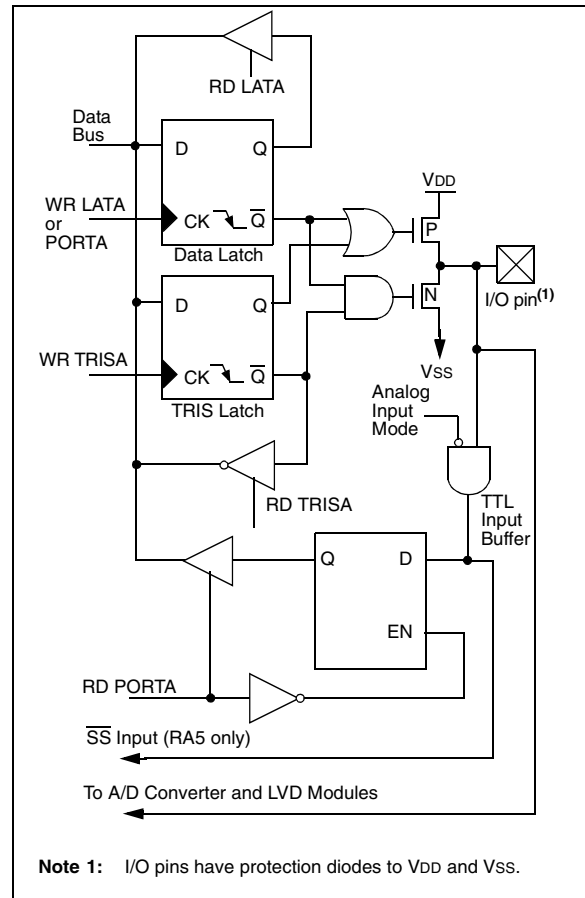 RD LATA
Data
Bus
D
Q
VDD
WR LATA
or
PORTA
CK
Q
P
Data Latch
D
Q
N
I/O pin(1)
WR TRISA
CK
Q
VSS
TRIS Latch
Analog
Input
Mode
RD TRISA
TTL
Input
Buffer
Q
D
EN
RD PORTA
SS Input (RA5 only)
To A/D Converter and LVD Modules
Note 1: I/O pins have protection diodes to VDD and VSS.